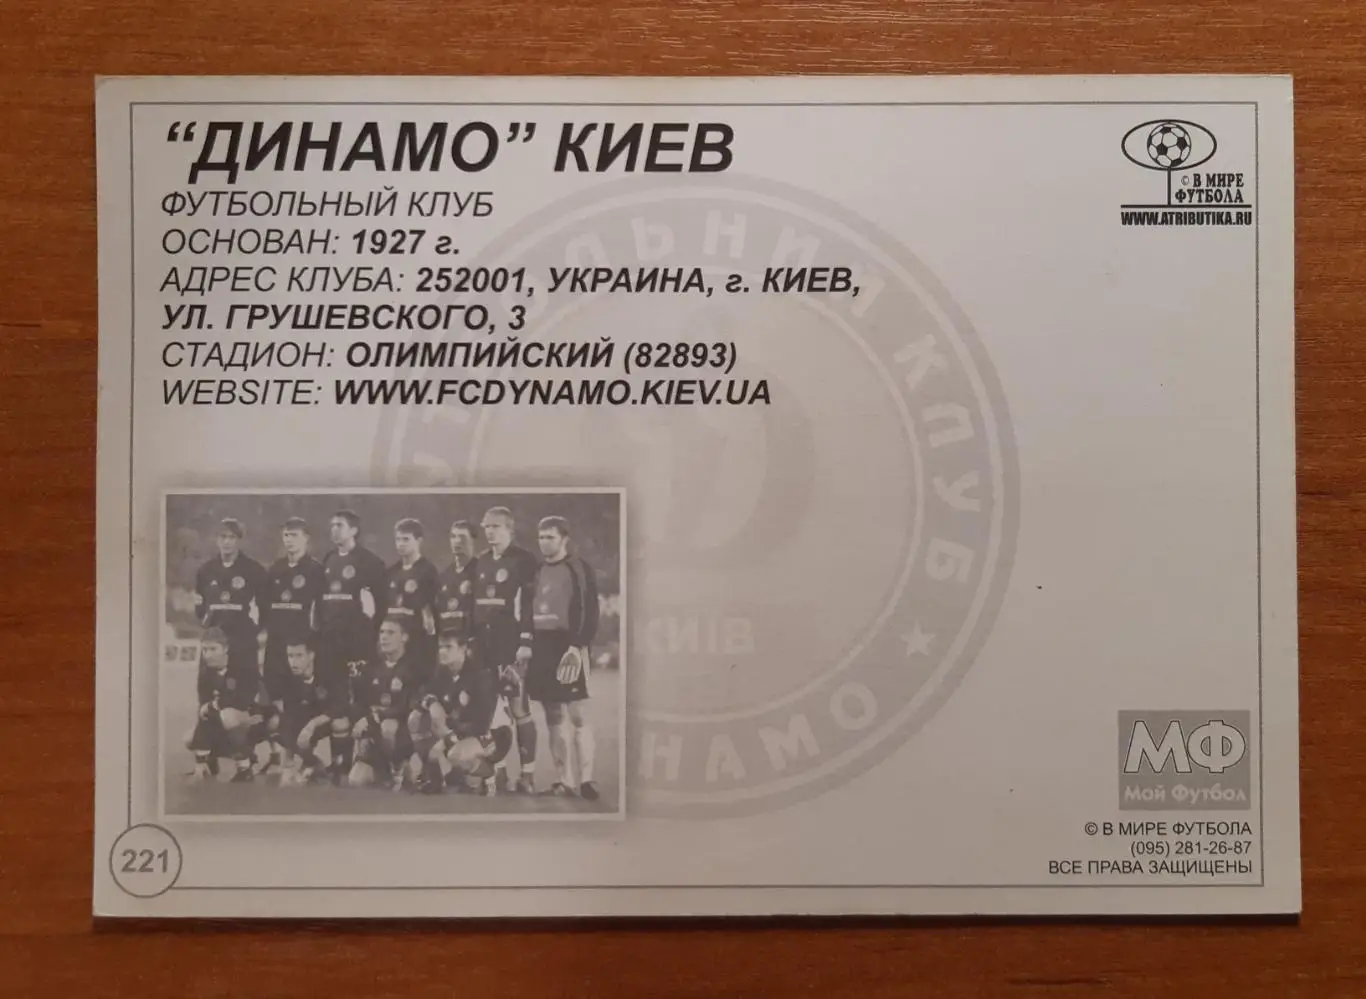 “ДИНАМО” КИЕВ
ФУТБОЛЬНЫЙ КЛУБ
ОСНОВАН: 1927 г.
АДРЕС КЛУБА: 252001, УКРАИНА, г. КИЕВ,
УЛ. ГРУШЕВСКОГО, 3
СТАДИОН: ОЛИМПИЙСКИЙ (82893)
WEBSITE: WWW.FCDYNAMO.KIEV.UA
© В МИРЕ
ФУТБОЛА
WWW.ATRIBUTIKA.RU
КЛУБ
КИЇВ
МФ
Мой Футбол
© В МИРЕ ФУТБОЛА
(095) 281-26-87
ВСЕ ПРАВА ЗАЩИЩЕНЫ
221